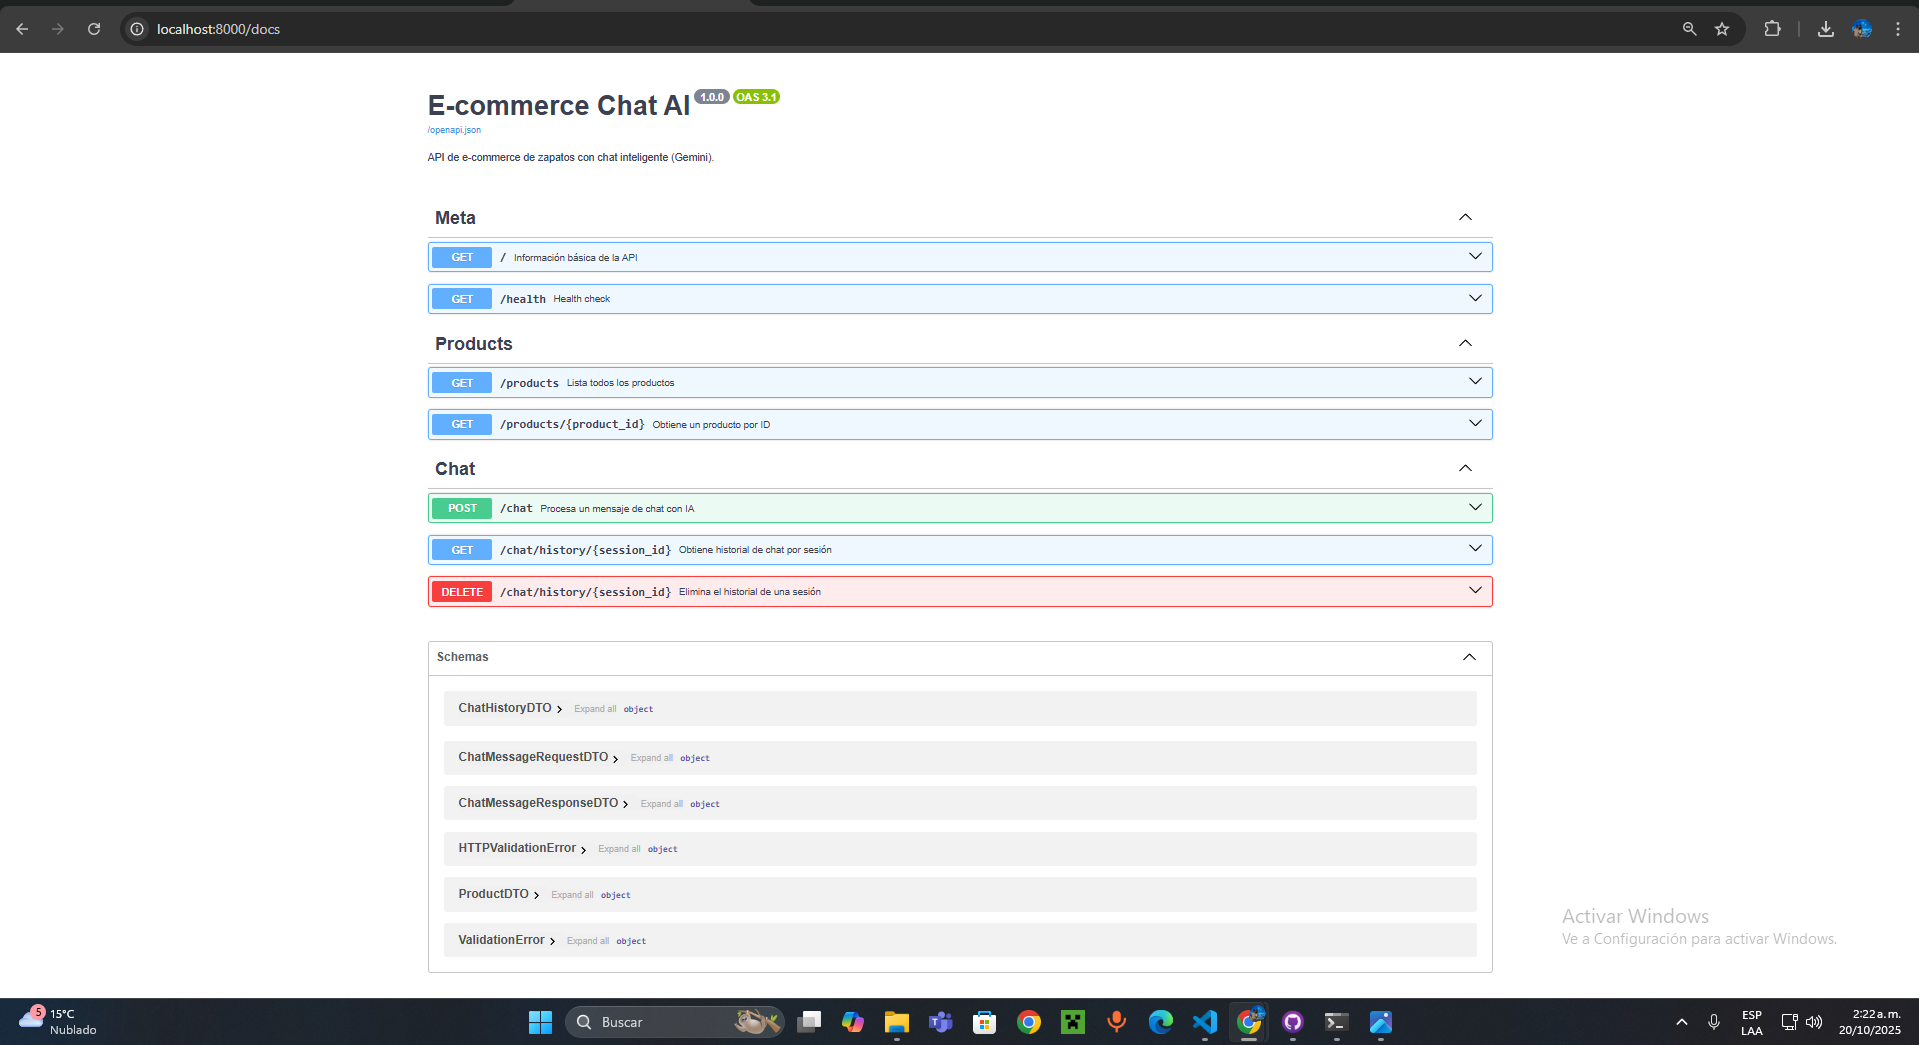 localhost:8000/docs
E-commerce Chat AI 1.0.0 OAS 3.1
/openapi.json
API de e-commerce de zapatos con chat inteligente (Gemini).
Meta
GET / Información básica de la API
GET /health Health check
Products
GET /products Lista todos los productos
GET /products/{product_id} Obtiene un producto por ID
Chat
POST /chat Procesa un mensaje de chat con IA
GET /chat/history/{session_id} Obtiene historial de chat por sesión
DELETE /chat/history/{session_id} Elimina el historial de una sesión
Schemas
ChatHistoryDTO Expand all object
ChatMessageRequestDTO Expand all object
ChatMessageResponseDTO Expand all object
HTTPValidationError Expand all object
ProductDTO Expand all object
ValidationError Expand all object
Activar Windows
Ve a Configuración para activar Windows.
5
15°C
Nublado
Buscar
ESP
LAA
2:22 a. m.
20/10/2025